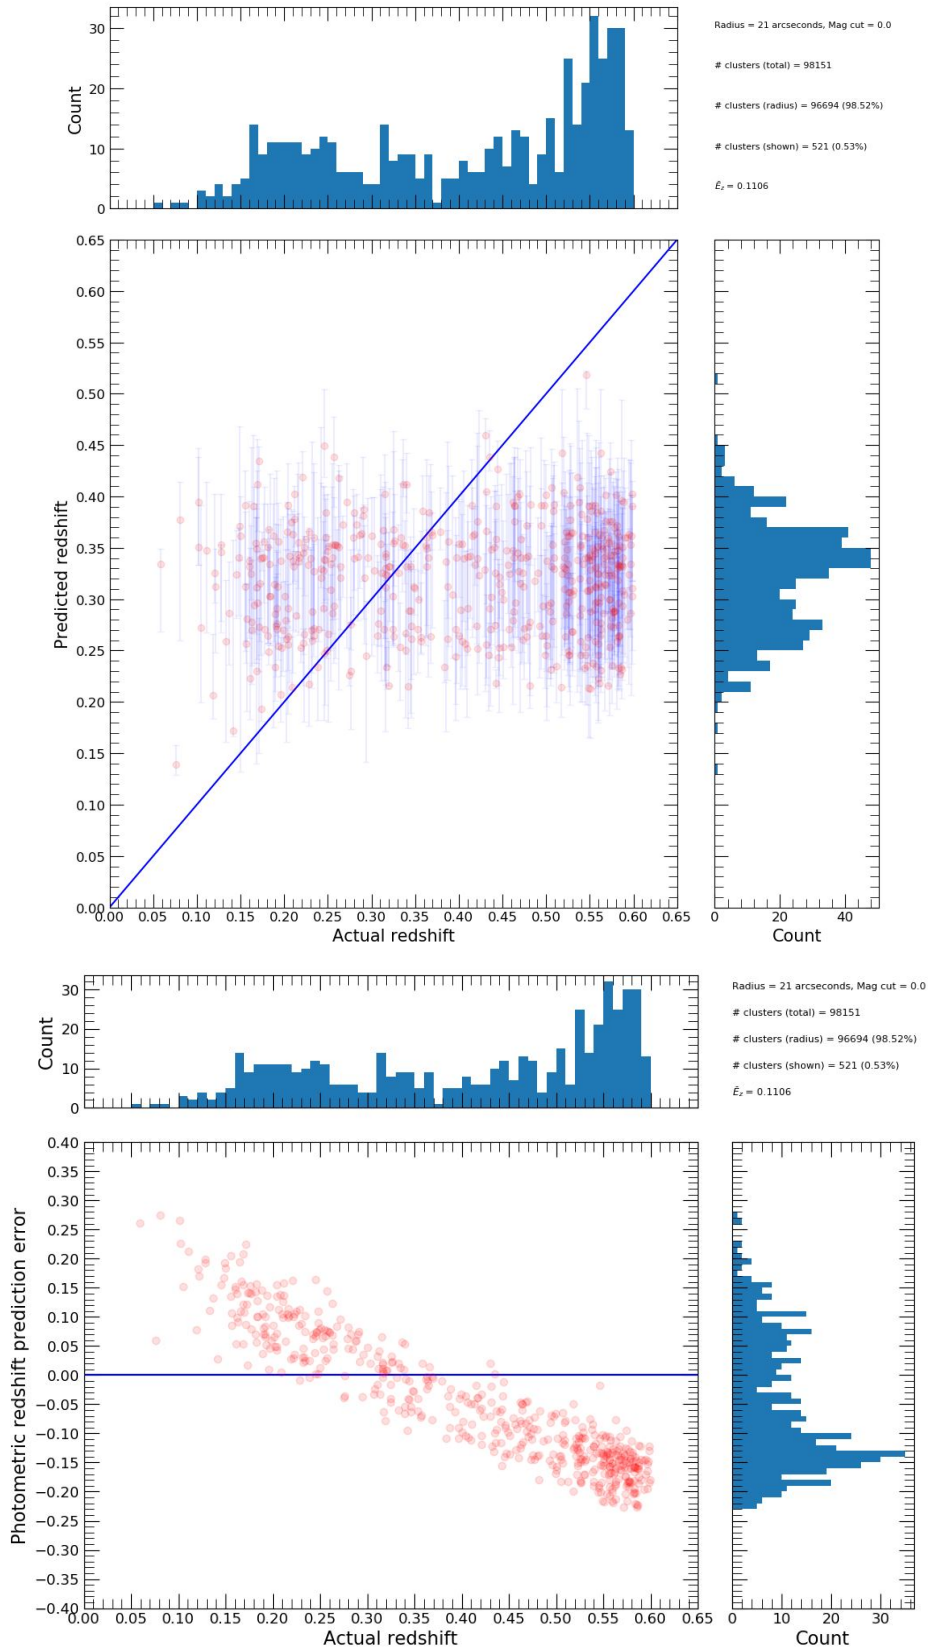 30
20
10
0
Count
Radius = 21 arcseconds, Mag cut = 0.0
# clusters (total) = 98151
# clusters (radius) = 96694 (98.52%)
# clusters (shown) = 521 (0.53%)
Ēz = 0.1106
0.65
0.60
0.55
0.50
0.45
0.40
0.35
0.30
0.25
0.20
0.15
0.10
0.05
0.00
Predicted redshift
0.00 0.05 0.10 0.15 0.20 0.25 0.30 0.35 0.40 0.45 0.50 0.55 0.60 0.65
Actual redshift
0 20 40
Count
30
20
10
0
Count
Radius = 21 arcseconds, Mag cut = 0.0
# clusters (total) = 98151
# clusters (radius) = 96694 (98.52%)
# clusters (shown) = 521 (0.53%)
Ēz = 0.1106
0.40
0.35
0.30
0.25
0.20
0.15
0.10
0.05
0.00
−0.05
−0.10
−0.15
−0.20
−0.25
−0.30
−0.35
−0.40
Photometric redshift prediction error
0.00 0.05 0.10 0.15 0.20 0.25 0.30 0.35 0.40 0.45 0.50 0.55 0.60 0.65
Actual redshift
0 10 20 30
Count